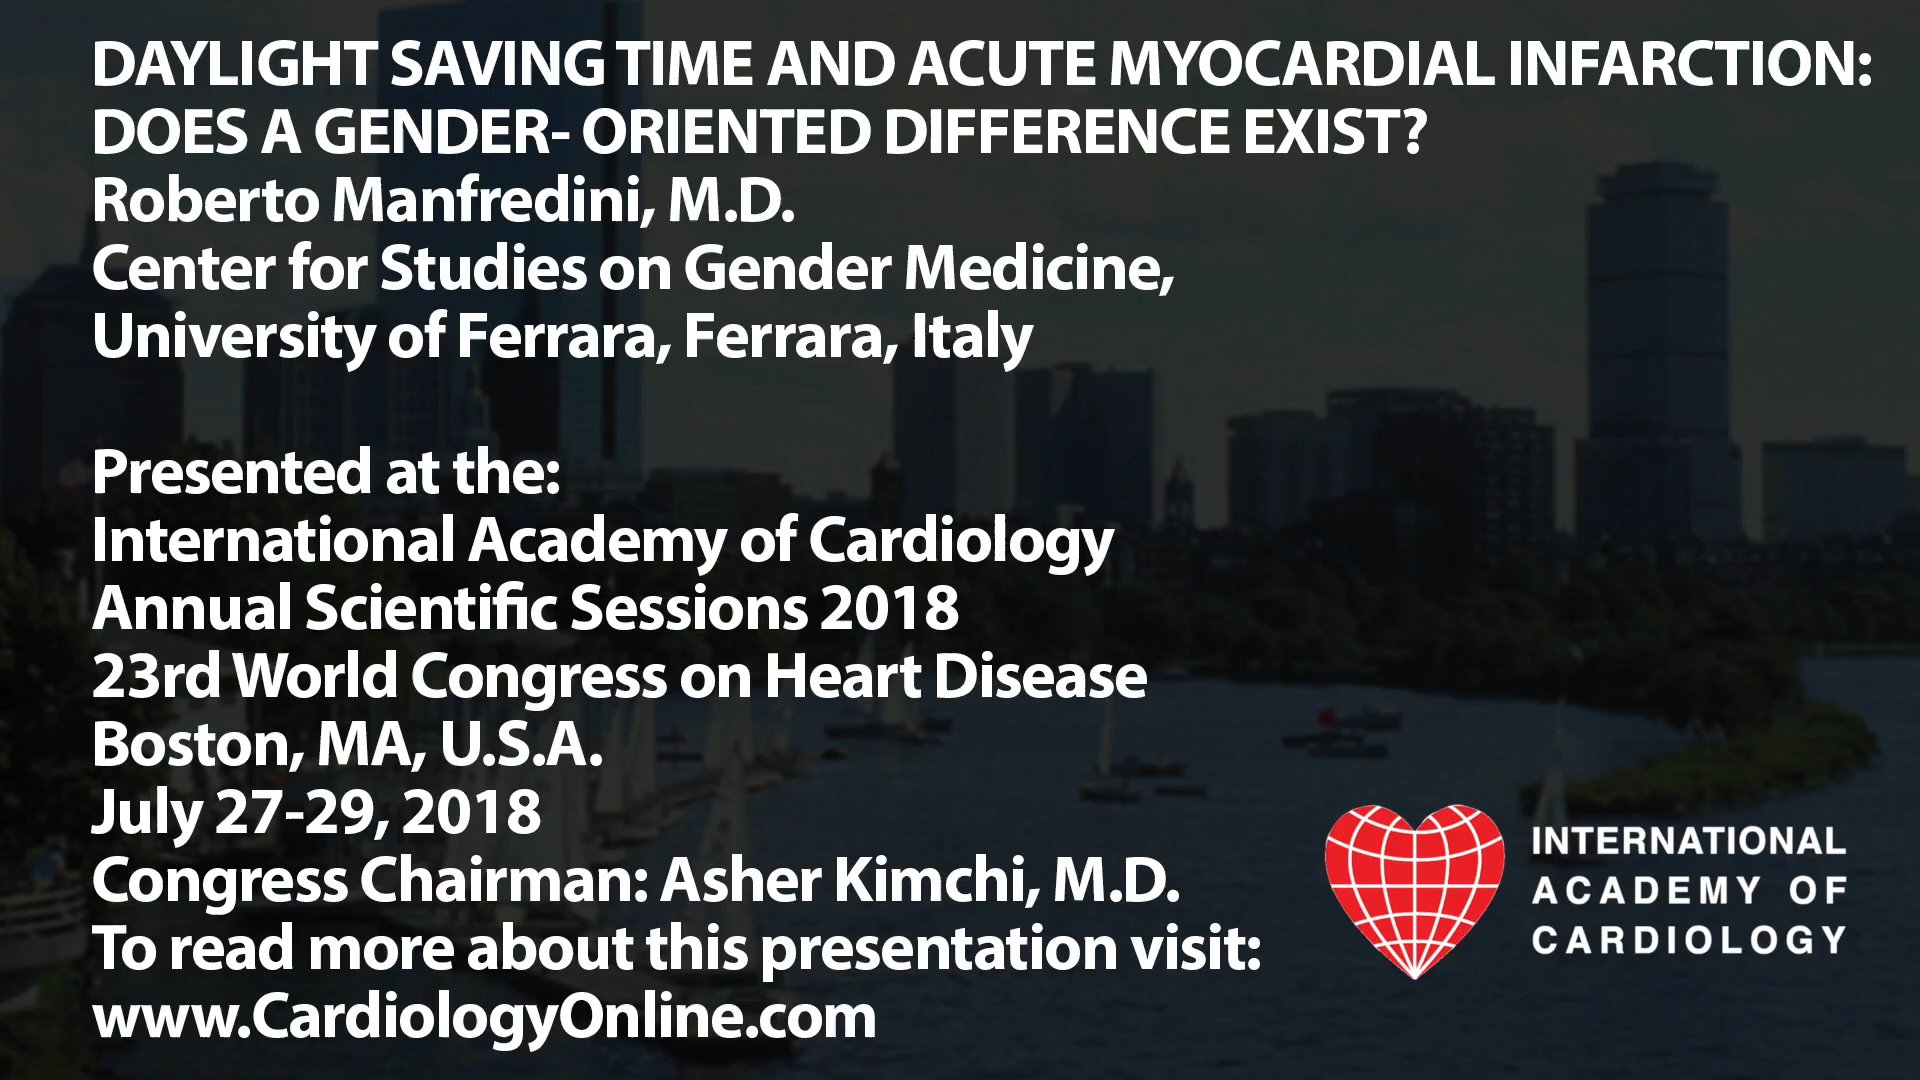 DAYLIGHT SAVING TIME AND ACUTE MYOCARDIAL INFARCTION:
DOES A GENDER- ORIENTED DIFFERENCE EXIST?
Roberto Manfredini, M.D.
Center for Studies on Gender Medicine,
University of Ferrara, Ferrara, Italy
Presented at the:
International Academy of Cardiology
Annual Scientific Sessions 2018
23rd World Congress on Heart Disease
Boston, MA, U.S.A.
July 27-29, 2018
Congress Chairman: Asher Kimchi, M.D.
To read more about this presentation visit:
www.CardiologyOnline.com
INTERNATIONAL
ACADEMY OF
CARDIOLOGY